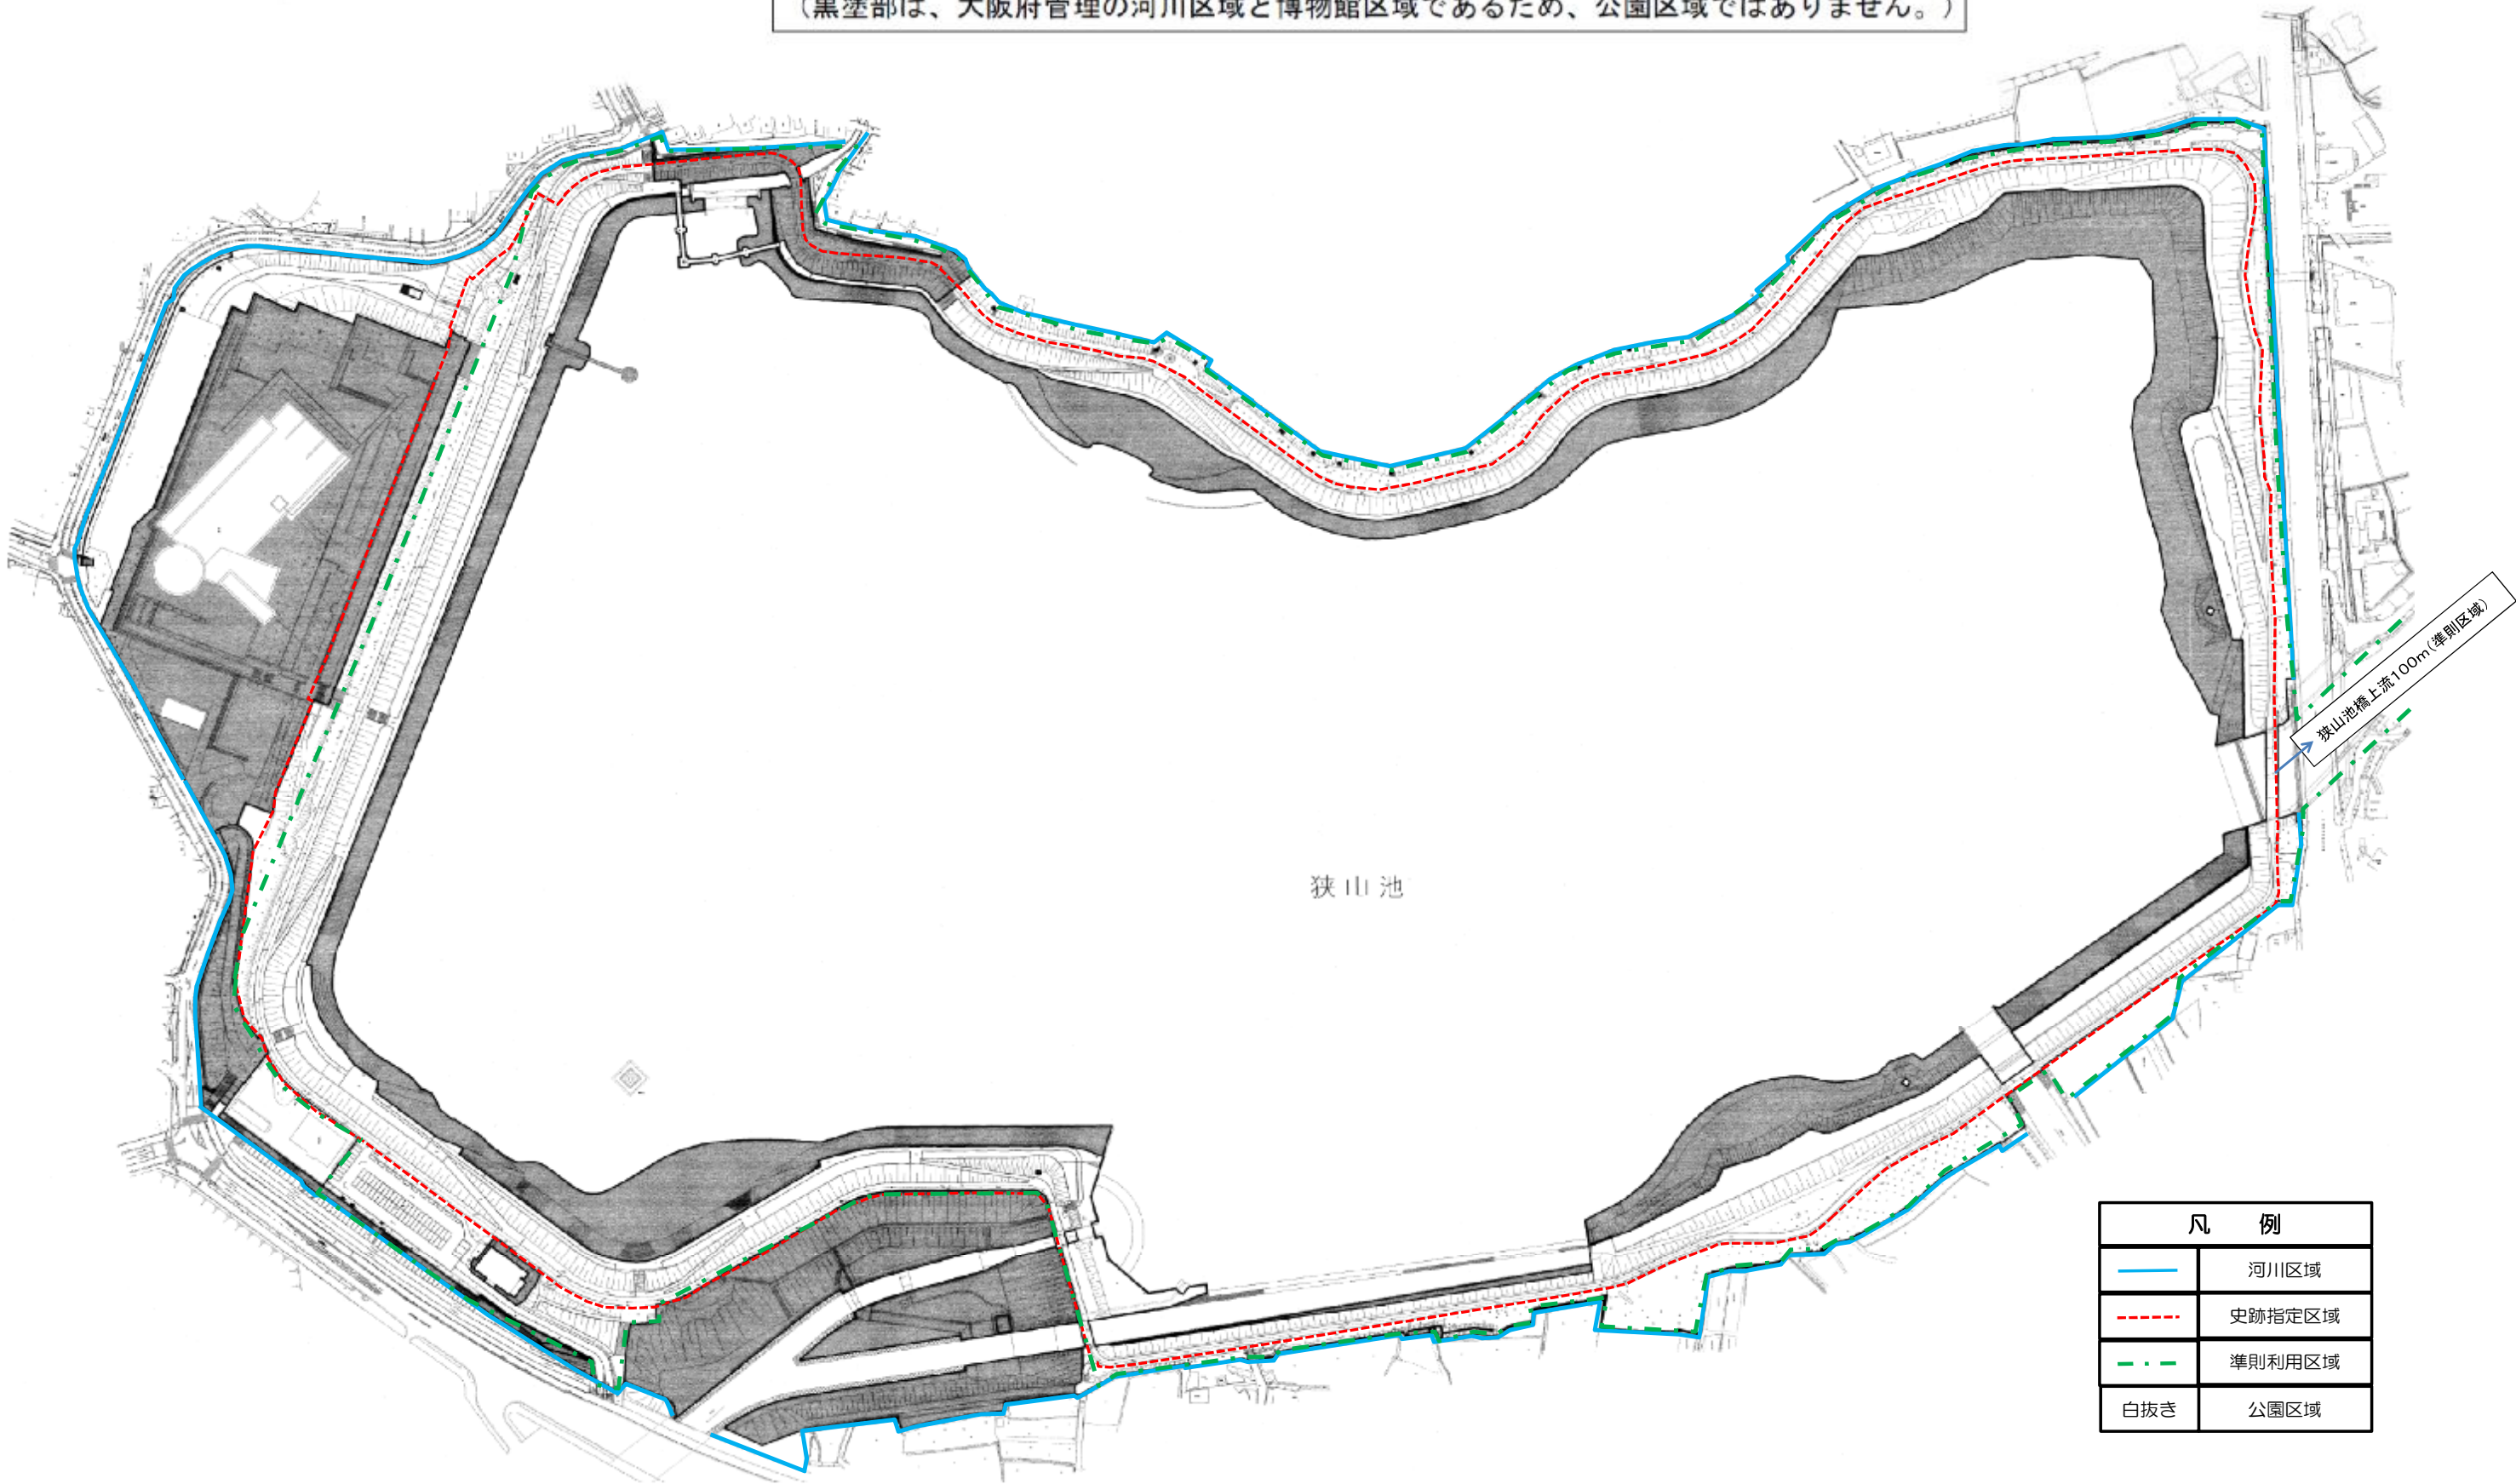 （黒塗部は、大阪府管理の河川区域と博物館区域であるため、公園区域ではありません。）
狭山池橋上流100m（準則区域）
狭山池
凡　例
河川区域
史跡指定区域
準則利用区域
白抜き　公園区域